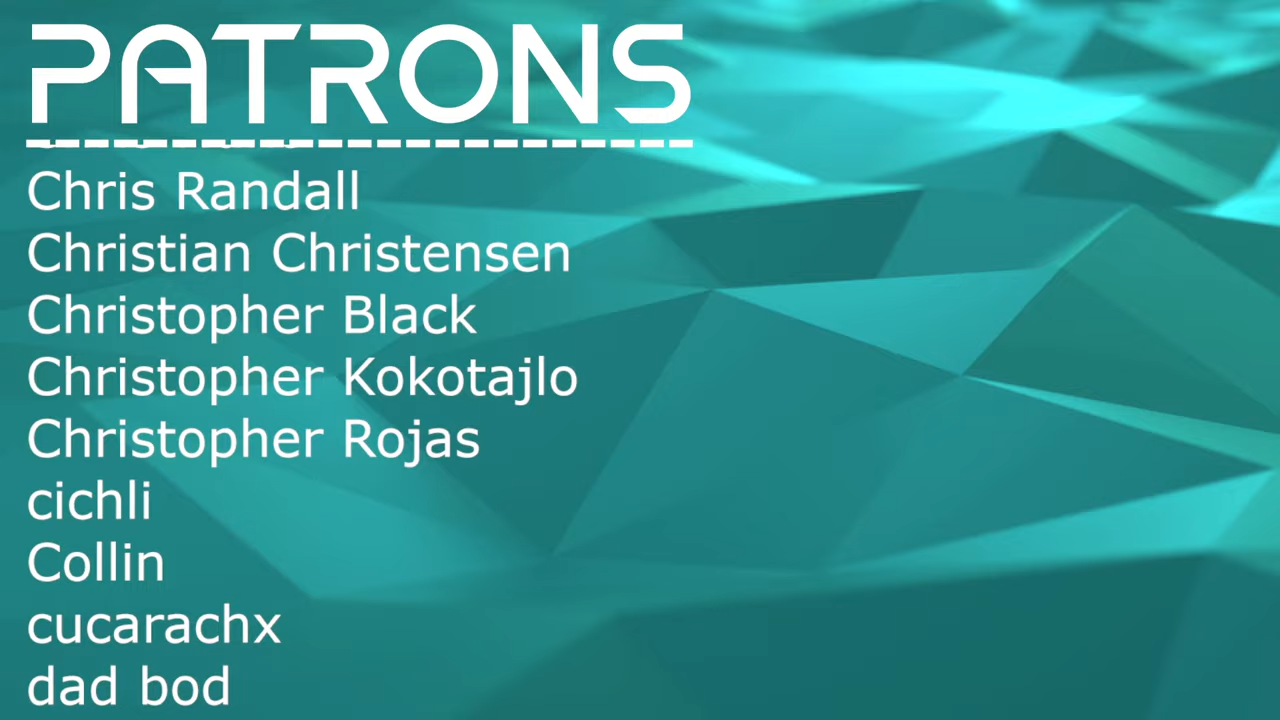 PATRONS
Chris Randall
Christian Christensen
Christopher Black
Christopher Kokotajlo
Christopher Rojas
cichli
Collin
cucarachx
dad bod